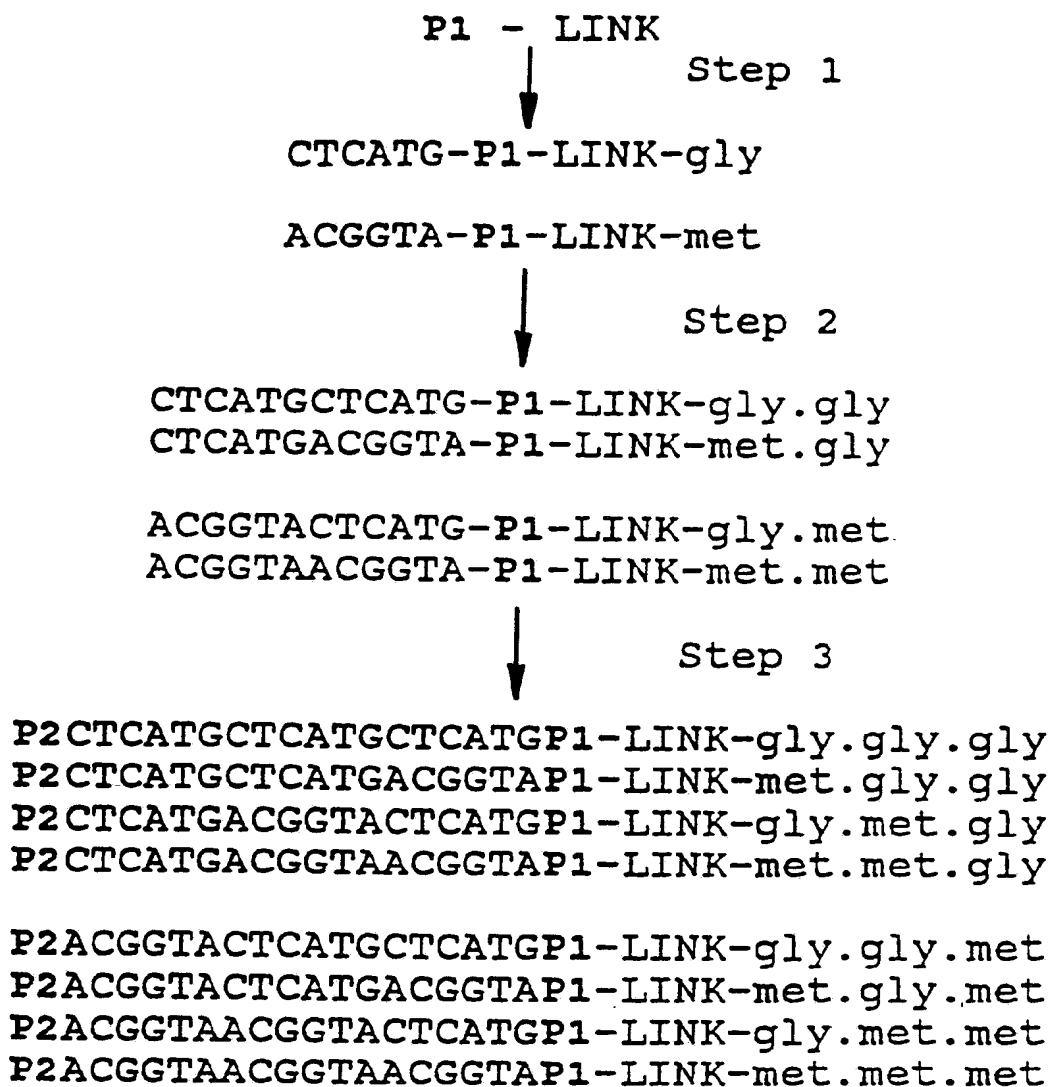 P1 - LINK
Step 1
CTCATG-P1-LINK-gly
ACGGTA-P1-LINK-met
Step 2
CTCATGCTCATG-P1-LINK-gly.gly
CTCATGACGGTA-P1-LINK-met.gly
ACGGTACTCATG-P1-LINK-gly.met
ACGGTAACGGTA-P1-LINK-met.met
Step 3
P2CTCATGCTCATGCTCATGP1-LINK-gly.gly.gly
P2CTCATGCTCATGACGGTAP1-LINK-met.gly.gly
P2CTCATGACGGTACTCATGP1-LINK-gly.met.gly
P2CTCATGACGGTAACGGTAP1-LINK-met.met.gly
P2ACGGTACTCATGCTCATGP1-LINK-gly.gly.met
P2ACGGTACTCATGACGGTAP1-LINK-met.gly.met
P2ACGGTAACGGTACTCATGP1-LINK-gly.met.met
P2ACGGTAACGGTAACGGTAP1-LINK-met.met.met